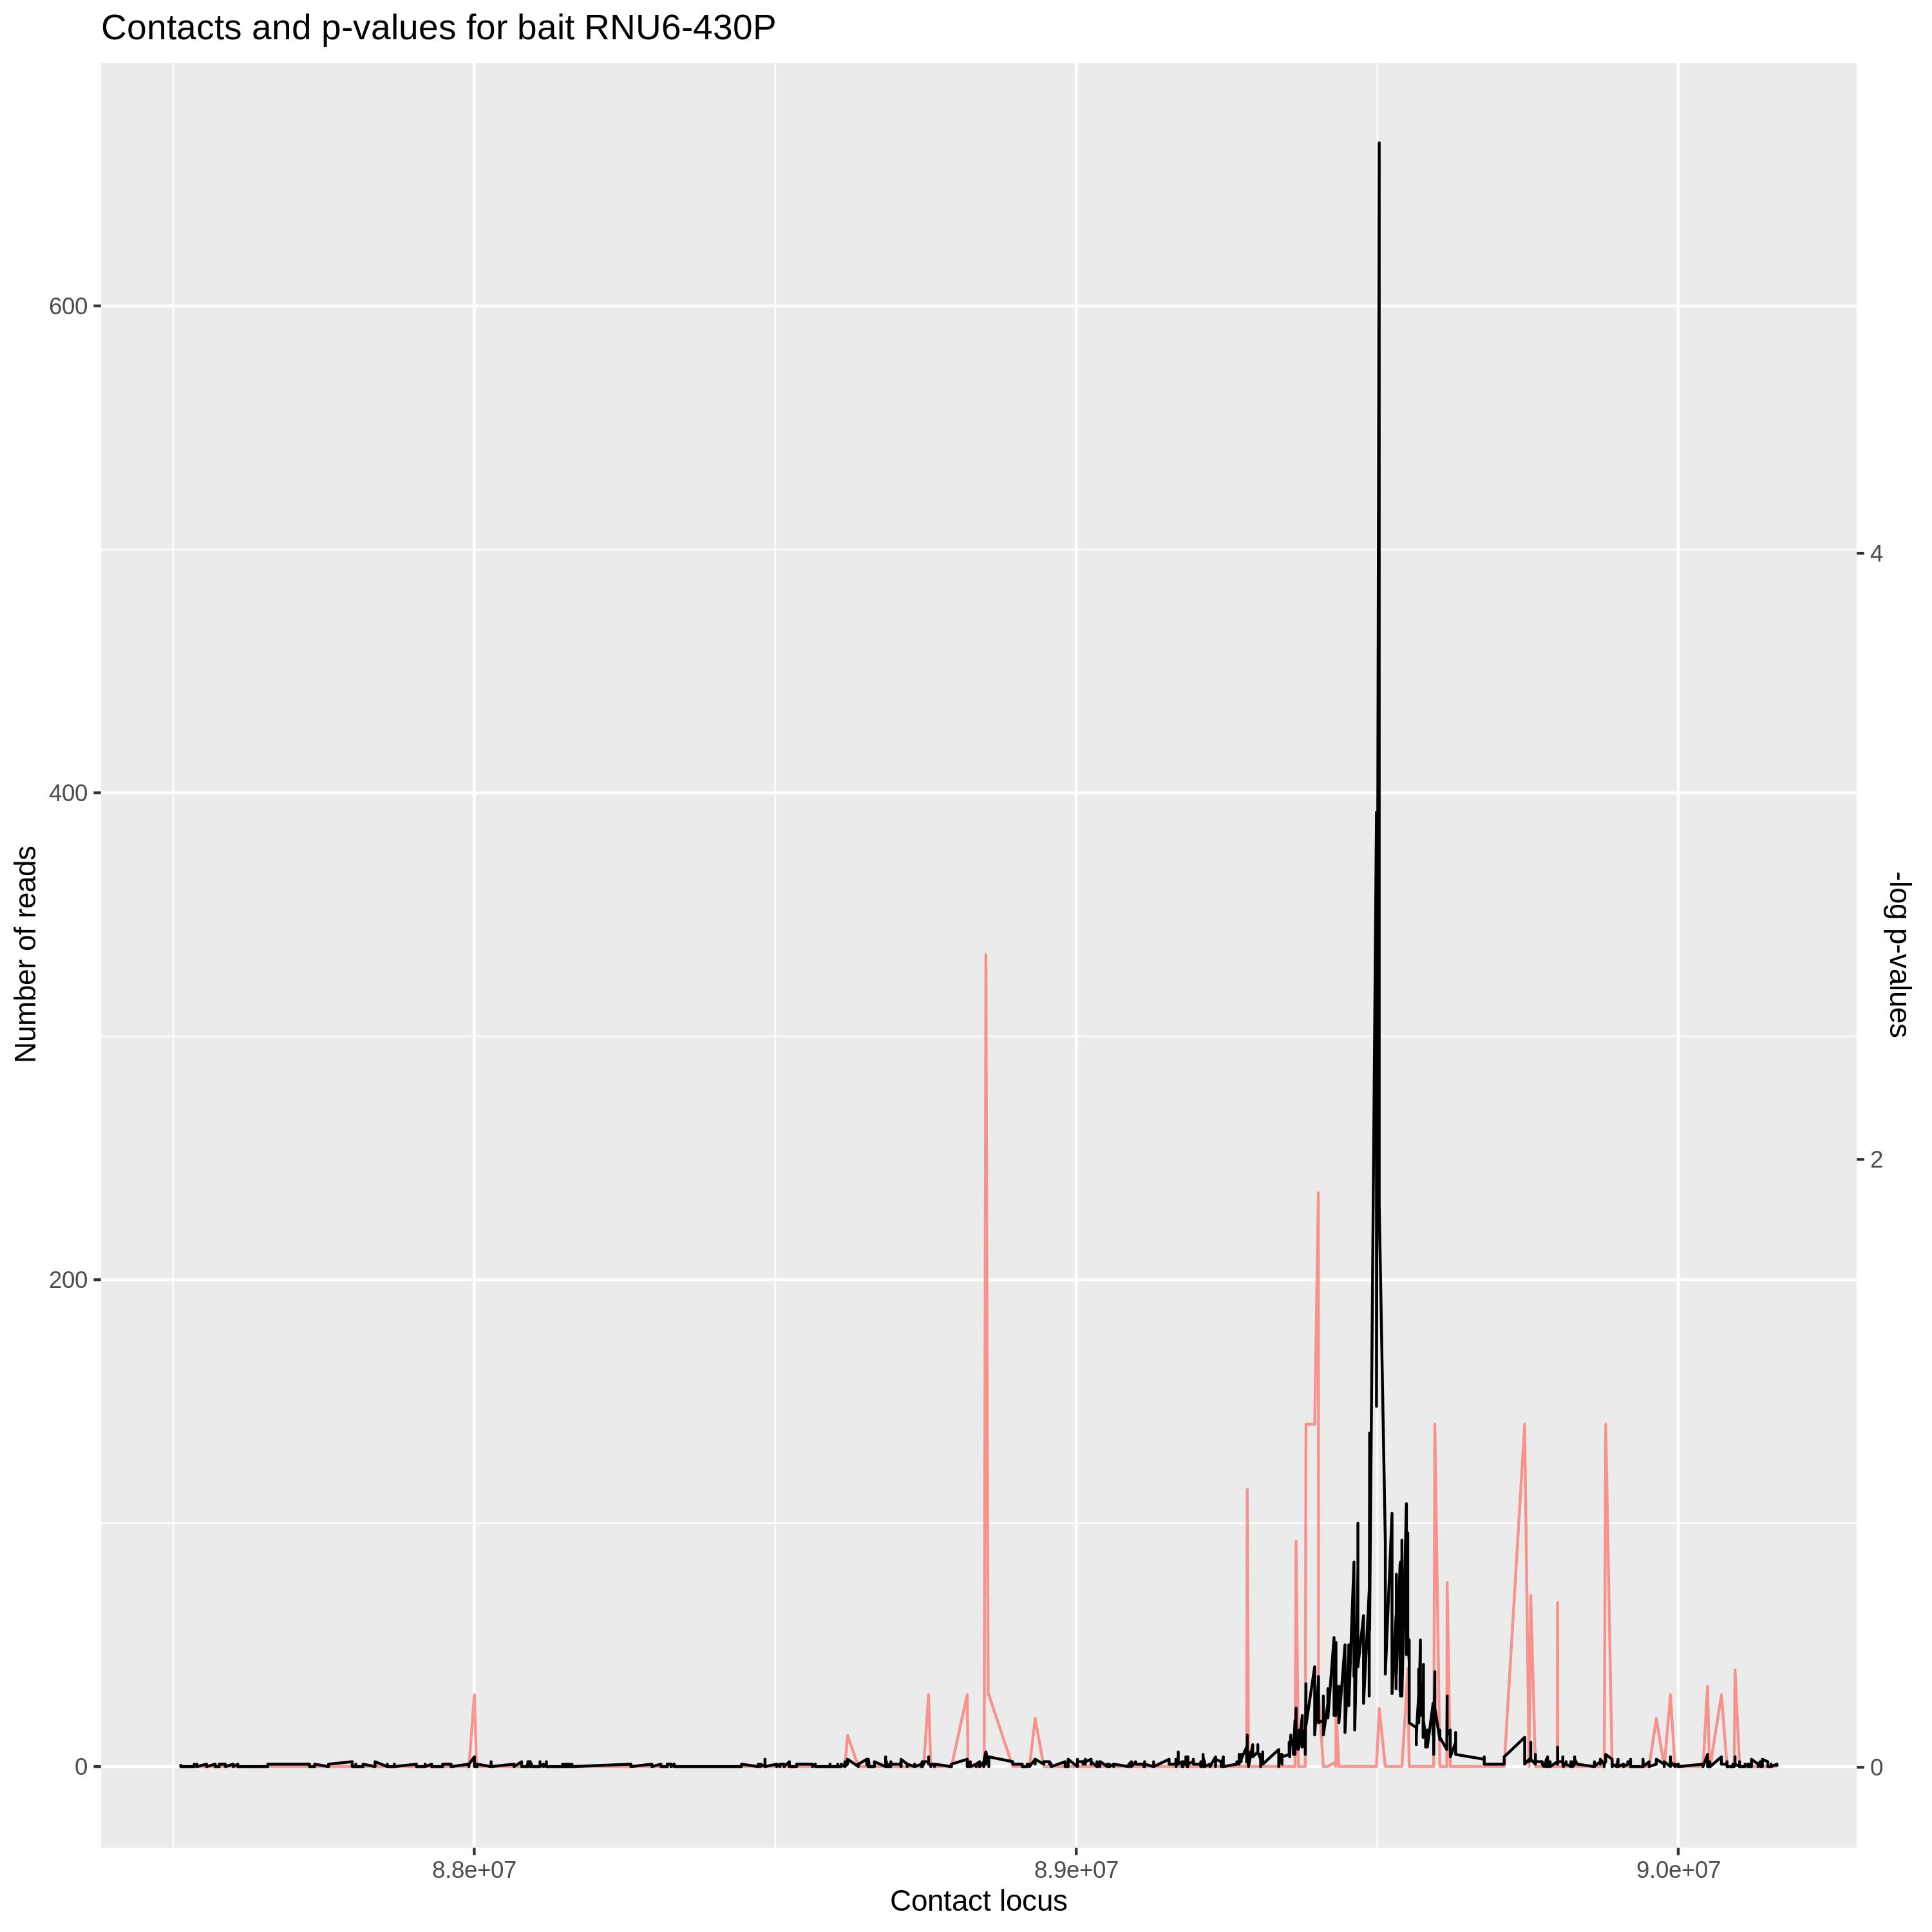 Contacts and p-values for bait RNU6-430P
600
400
200
0
Number of reads
4
2
0
-log p-values
8.8e+07
8.9e+07
9.0e+07
Contact locus